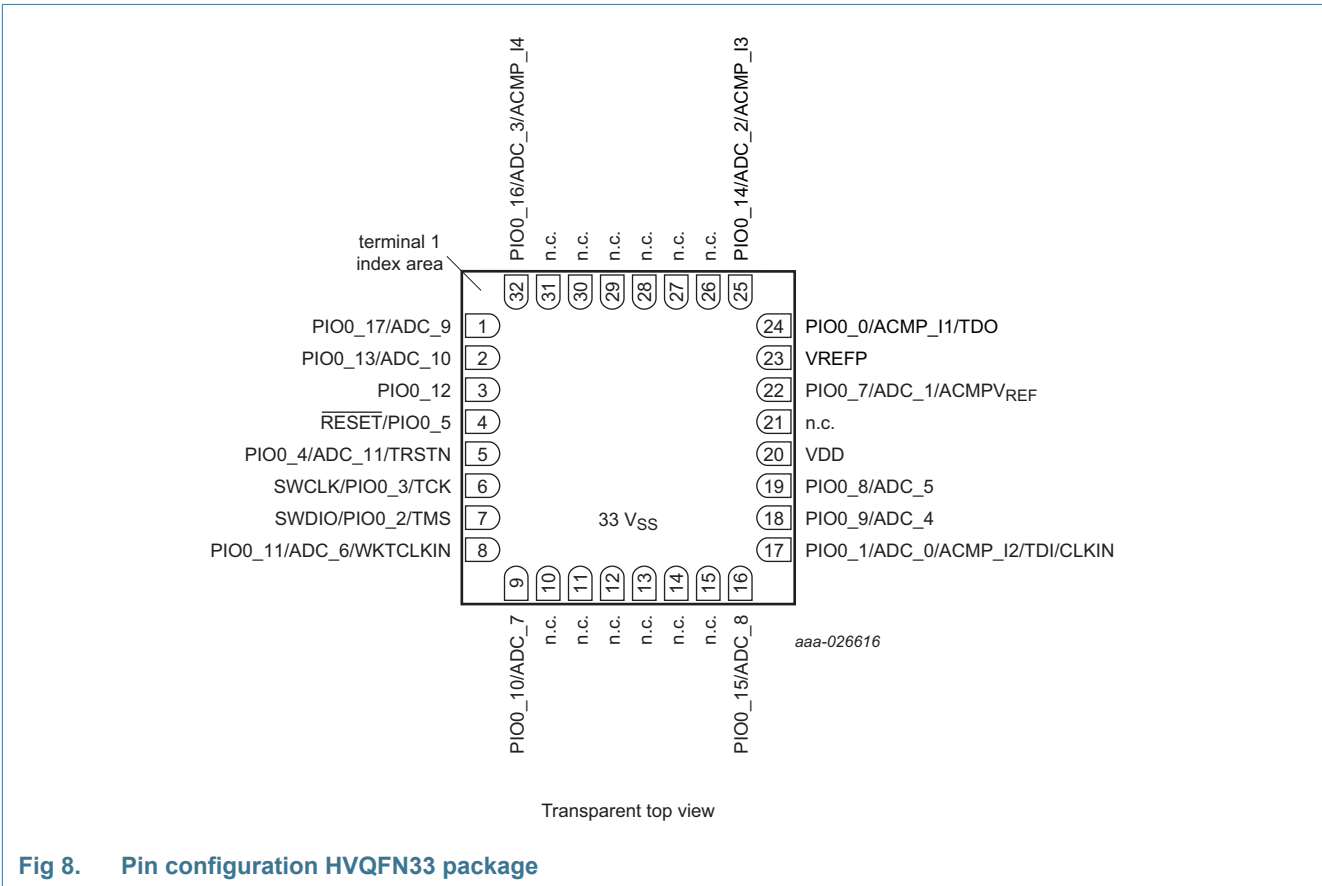 PIO0_16/ADC_3/ACMP_I4
n.c.
n.c.
n.c.
n.c.
n.c.
n.c.
PIO0_14/ADC_2/ACMP_I3
terminal 1
index area
32
31
30
29
28
27
26
25
PIO0_17/ADC_9 1
PIO0_13/ADC_10 2
PIO0_12 3
RESET/PIO0_5 4
PIO0_4/ADC_11/TRSTN 5
SWCLK/PIO0_3/TCK 6
SWDIO/PIO0_2/TMS 7
PIO0_11/ADC_6/WKTCLKIN 8
24 PIO0_0/ACMP_I1/TDO
23 VREFP
22 PIO0_7/ADC_1/ACMPVREF
21 n.c.
20 VDD
19 PIO0_8/ADC_5
18 PIO0_9/ADC_4
17 PIO0_1/ADC_0/ACMP_I2/TDI/CLKIN
33 VSS
9
10
11
12
13
14
15
16
PIO0_10/ADC_7
n.c.
n.c.
n.c.
n.c.
n.c.
n.c.
PIO0_15/ADC_8
aaa-026616
Transparent top view
Fig 8. Pin configuration HVQFN33 package